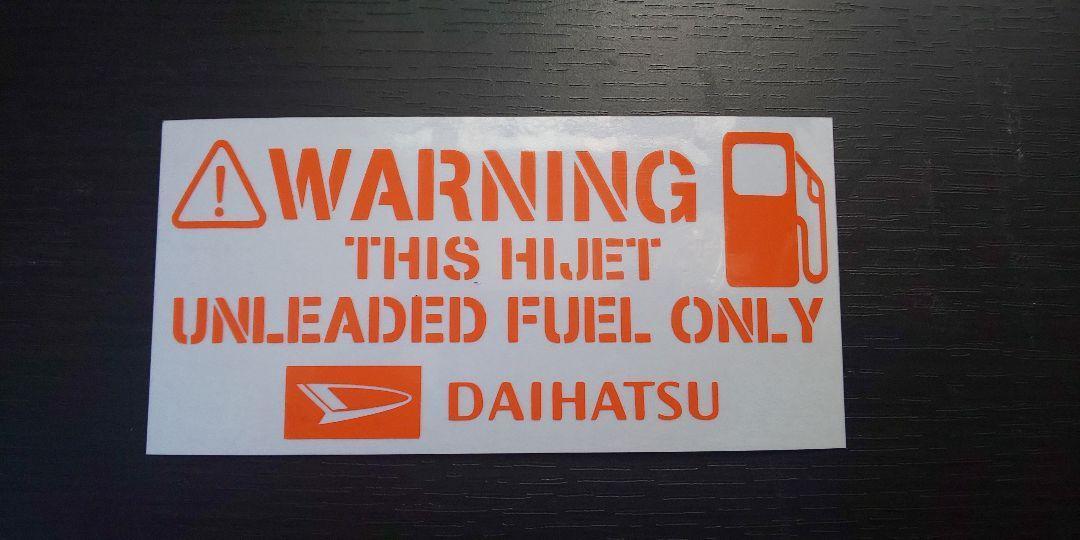 WARNING
THIS HIJET
UNLEADED FUEL ONLY
DAIHATSU